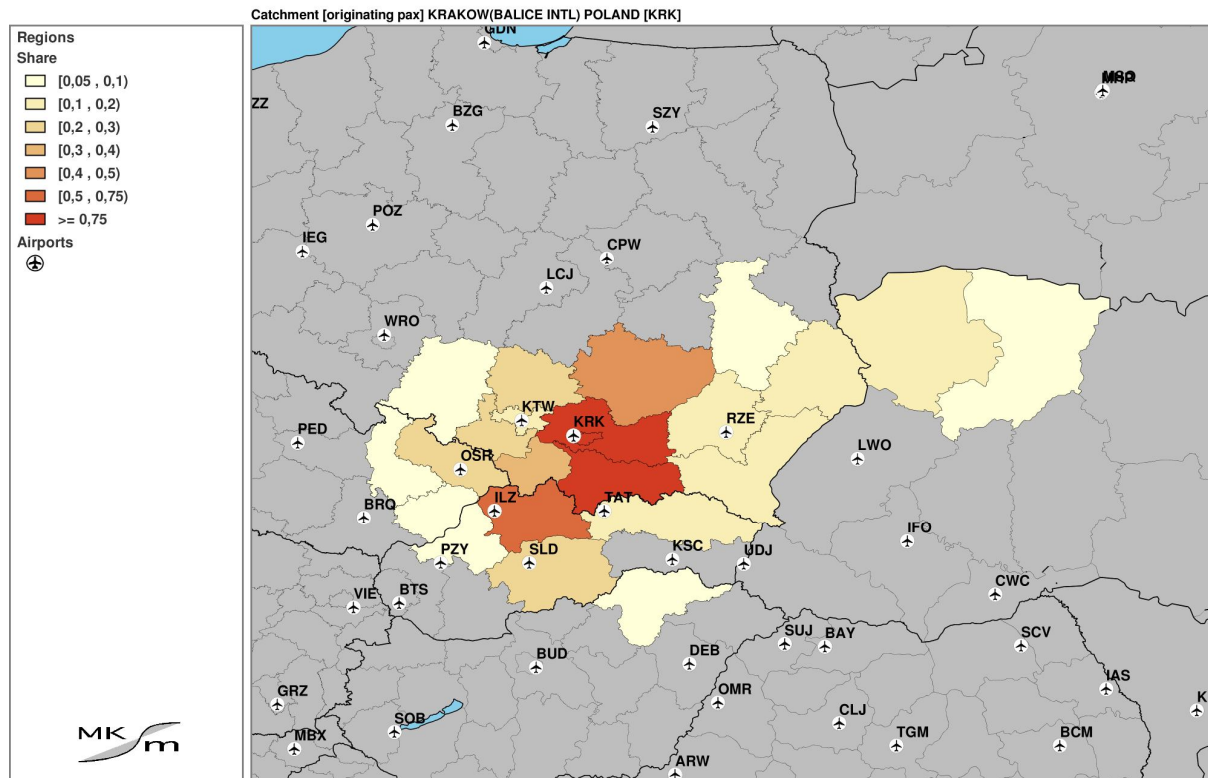 Catchment [originating pax] KRAKOW(BALICE INTL) POLAND [KRK]
Regions
Share
[0,05 , 0,1)
[0,1 , 0,2)
[0,2 , 0,3)
[0,3 , 0,4)
[0,4 , 0,5)
[0,5 , 0,75)
>= 0,75
Airports
MK
m
GDN
ZZ
BZG
SZY
POZ
IEG
CPW
LCJ
WRO
KTW
KRK
RZE
PED
OSR
LWO
BRQ
ILZ
TAT
IFO
PZY
SLD
KSC
UDJ
VIE
BTS
CWC
SUJ
BAY
SCV
BUD
DEB
GRZ
OMR
IAS
K
SOB
CLJ
MBX
TGM
BCM
ARW